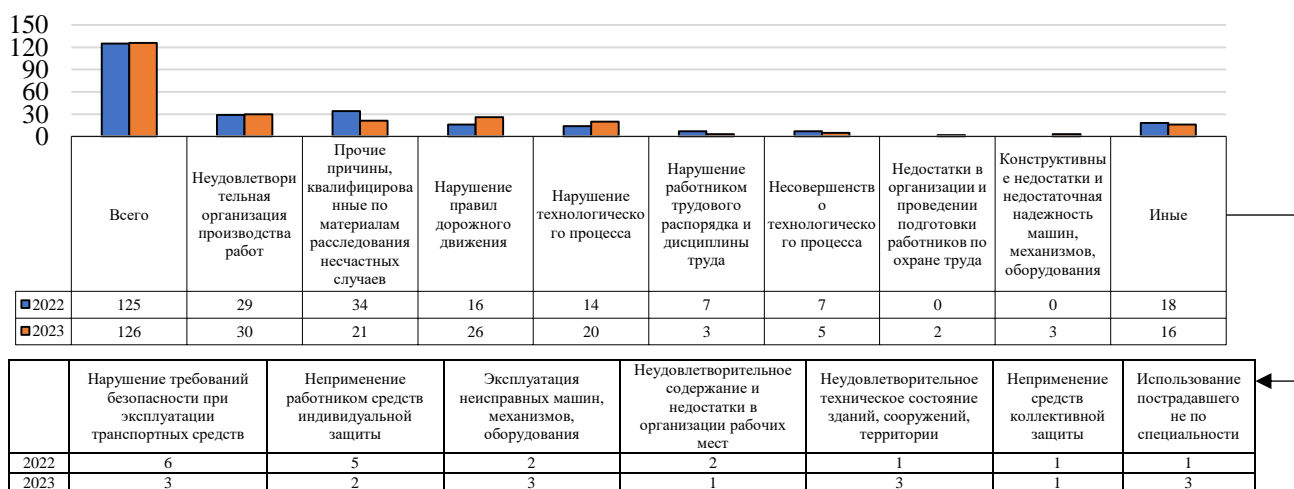 150
120
90
60
30
0
Всего
Неудовлетвори
тельная
организация
производства
работ
Прочие
причины,
квалифицирова
нные по
материалам
расследования
несчастных
случаев
Нарушение
правил
дорожного
движения
Нарушение
технологическо
го процесса
Нарушение
работником
трудового
распорядка и
дисциплины
труда
Несовершенств
о
технологическо
го процесса
Недостатки в
организации и
проведении
подготовки
работников по
охране труда
Конструктивны
е недостатки и
недостаточная
надежность
машин,
механизмов,
оборудования
Иные
2022 125 29 34 16 14 7 7 0 0 18
2023 126 30 21 26 20 3 5 2 3 16
Нарушение требований
безопасности при
эксплуатации
транспортных средств
Неприменение
работником средств
индивидуальной
защиты
Эксплуатация
неисправных машин,
механизмов,
оборудования
Неудовлетворительное
содержание и
недостатки в
организации рабочих
мест
Неудовлетворительное
техническое состояние
зданий, сооружений,
территории
Неприменение
средств
коллективной
защиты
Использование
пострадавшего
не по
специальности
2022 6 5 2 2 1 1 1
2023 3 2 3 1 3 1 3